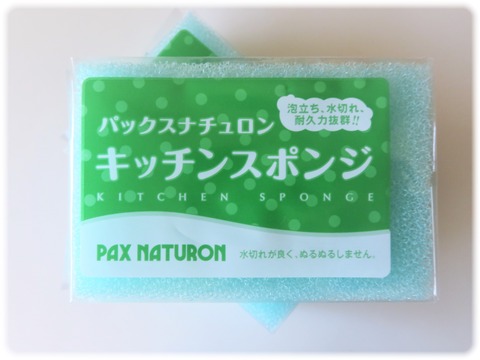 泡立ち、水切れ、
耐久力抜群!!
パックスナチュロン
キッチンスポンジ
KITCHEN SPONGE
PAX NATURON
水切れが良く、ぬるぬるしません。